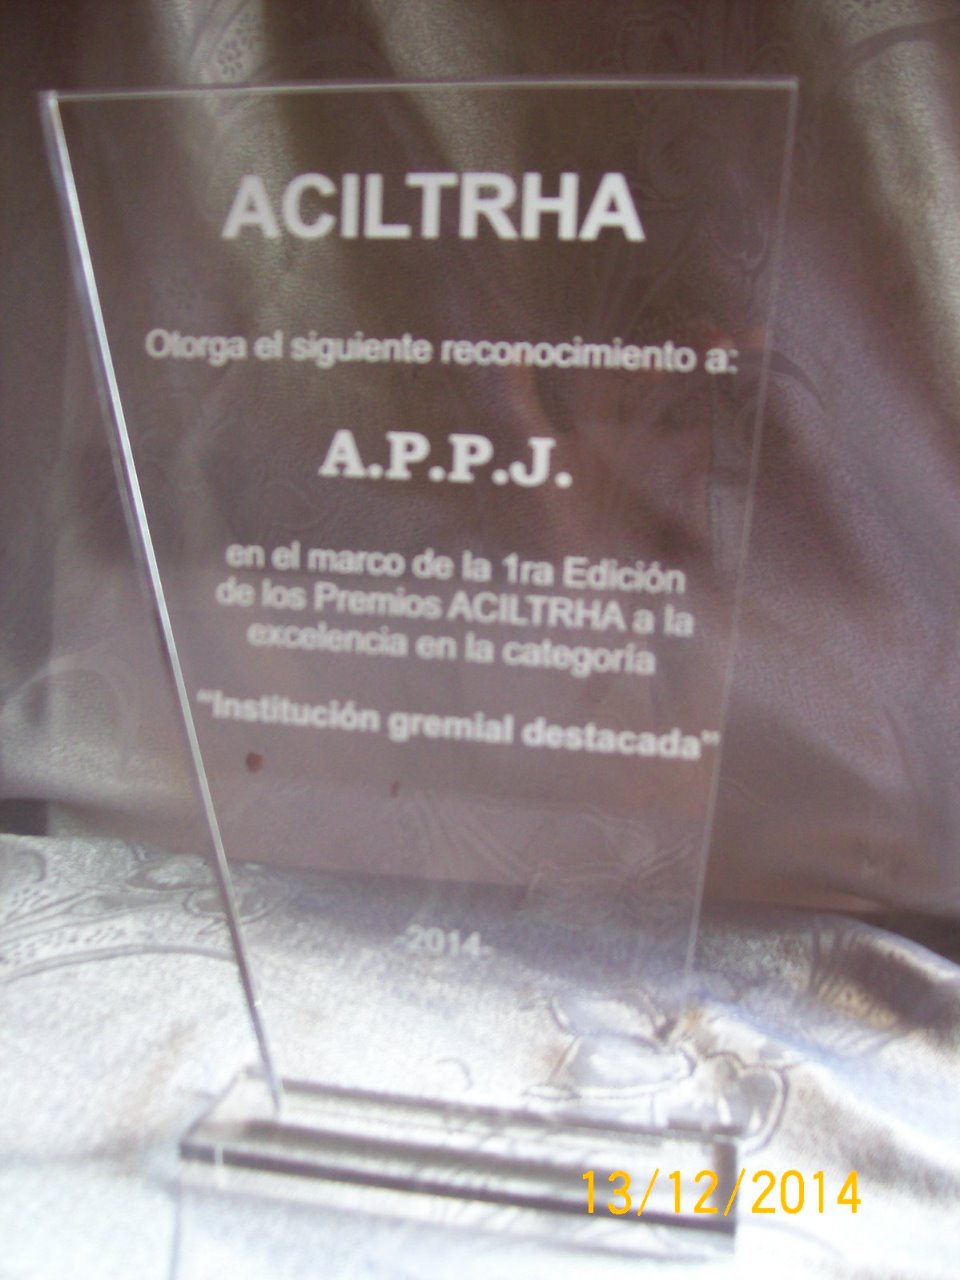 ACILTRHA
Otorga el siguiente reconocimiento a:
A.P.P.J.
en el marco de la 1ra Edición
de los Premios ACILTRHA a la
excelencia en la categoría
"Institución gremial destacada"
-2014-
13/12/2014